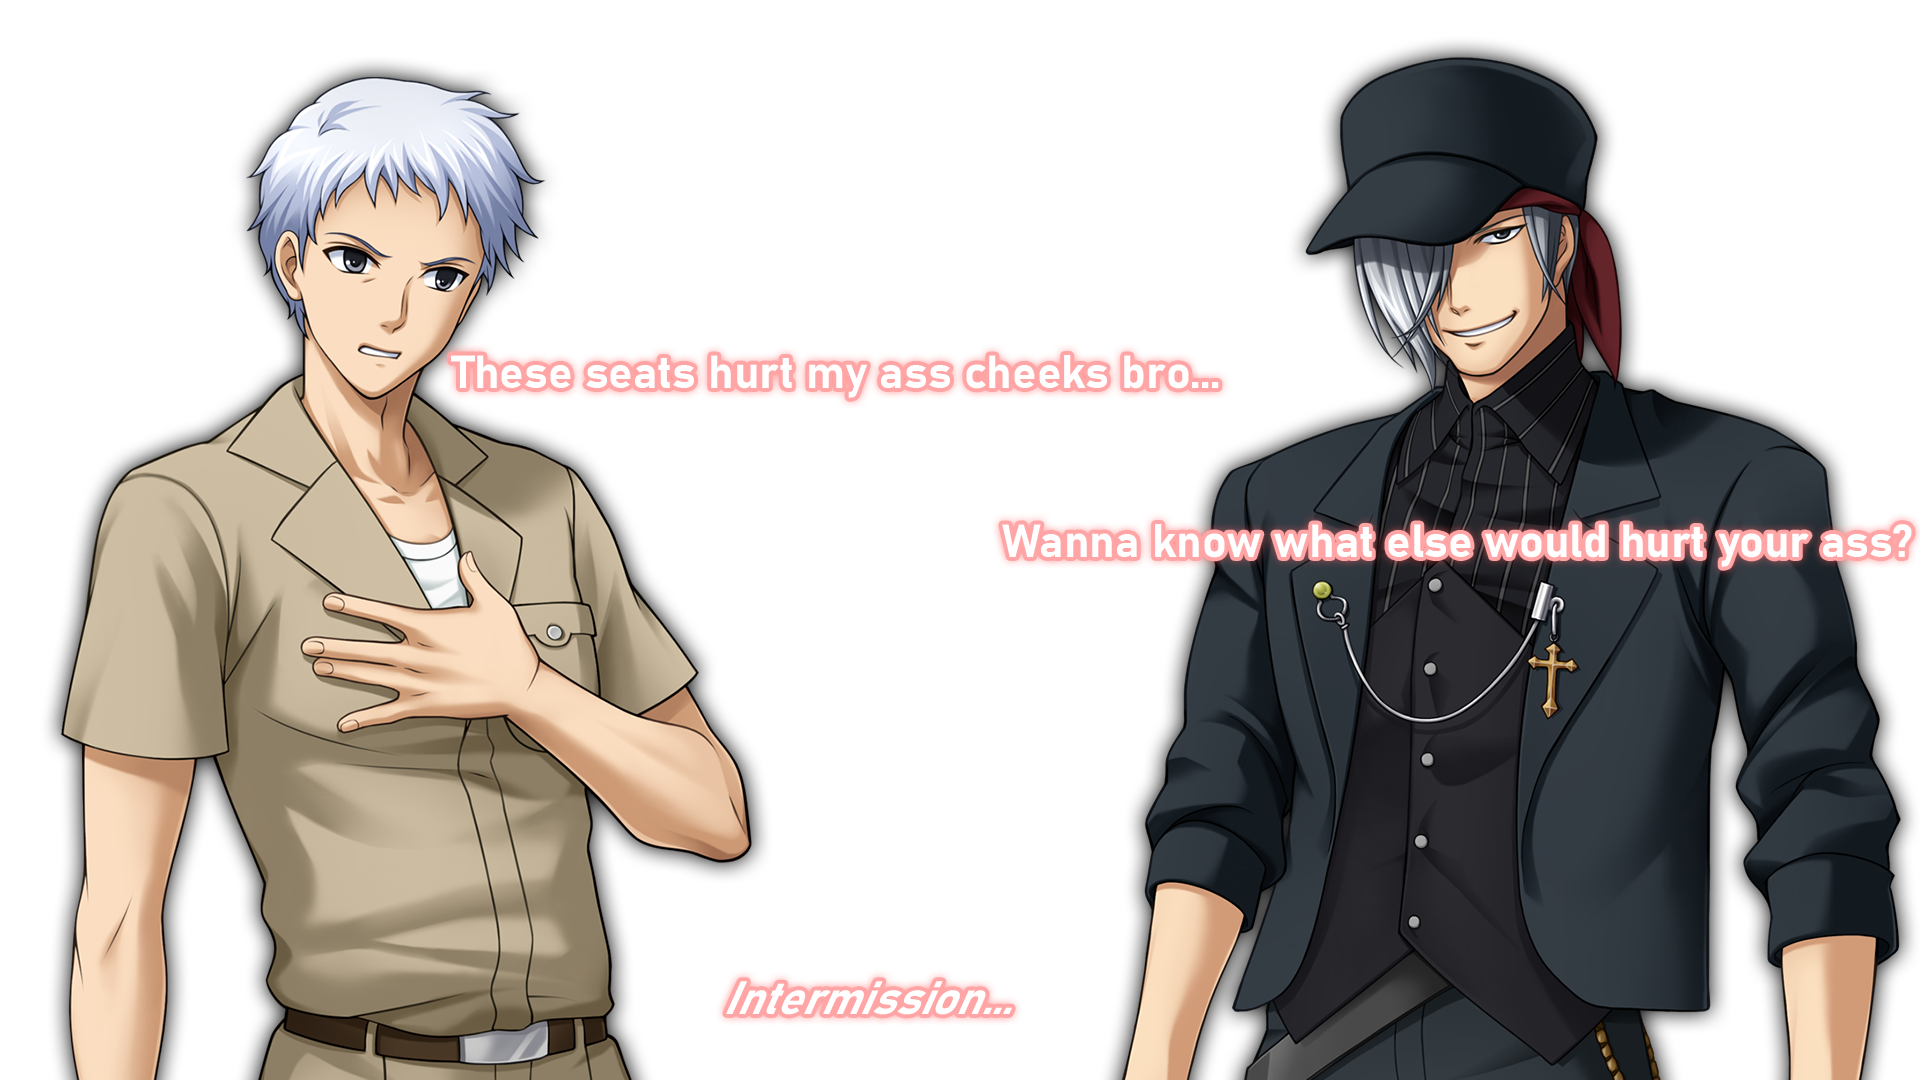 These seats hurt my ass cheeks bro...
Wanna know what else would hurt your ass?
Intermission...